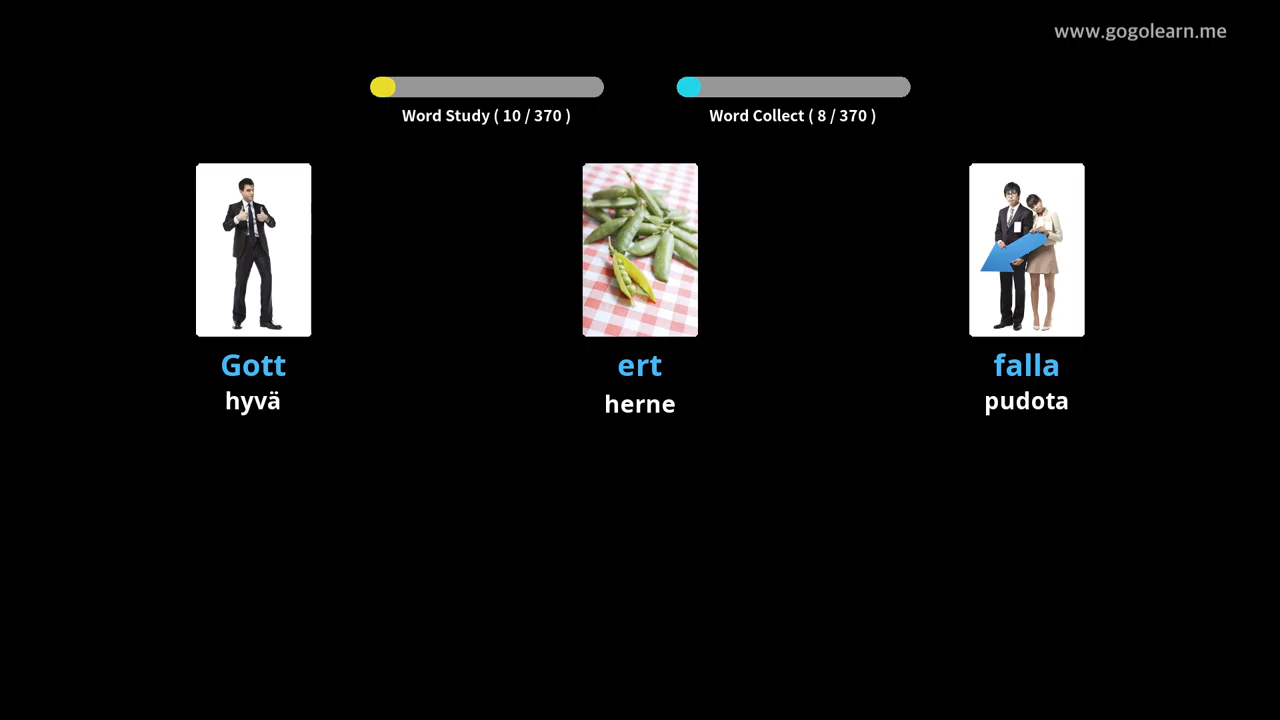 www.gogolearn.me
Word Study ( 10 / 370 )
Word Collect ( 8 / 370 )
Gott
hyvä
ert
herne
falla
pudota